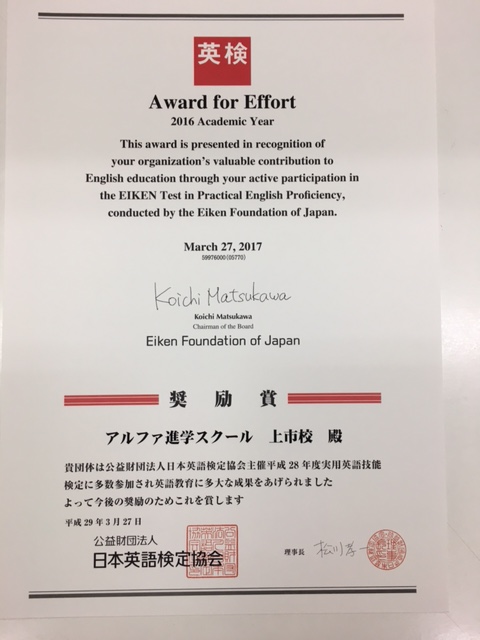 英検
Award for Effort
2016 Academic Year
This award is presented in recognition of
your organization's valuable contribution to
English education through your active participation in
the EIKEN Test in Practical English Proficiency,
conducted by the Eiken Foundation of Japan.
March 27, 2017
59976000(05770)
Koichi Matsukawa
Koichi Matsukawa
Chairman of the Board
Eiken Foundation of Japan
奨励賞
アルファ進学スクール 上市校 殿
貴団体は公益財団法人日本英語検定協会主催平成28年度実用英語技能
検定に多数参加され英語教育に多大な成果をあげられました
よって今後の奨励のためこれを賞します
平成29年3月27日
公益財団法人
日本英語検定協会
理事長 松川孝一